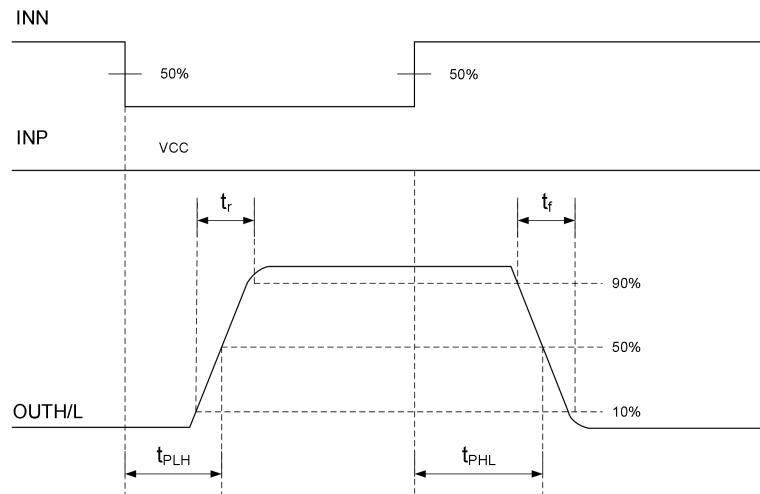 INN
50%
50%
INP
VCC
tr
tf
90%
50%
OUTH/L
10%
tPLH
tPHL